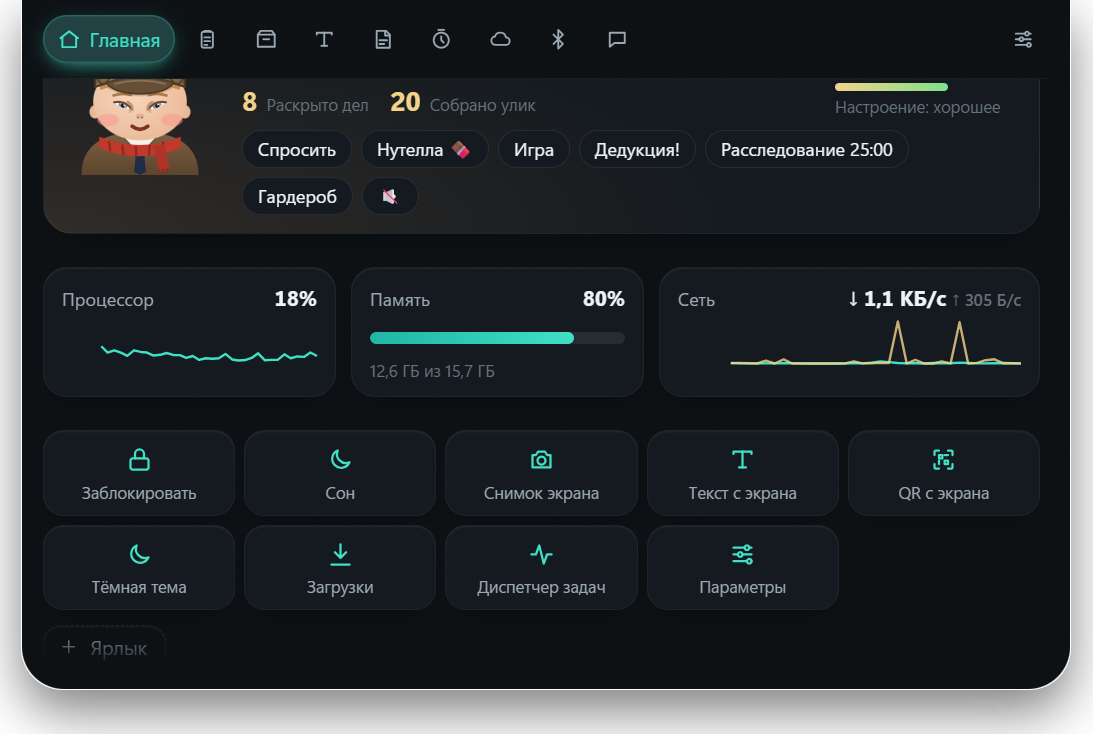 Главная
8 Раскрыто дел 20 Собрано улик
Настроение: хорошее
Спросить Нутелла Игра Дедукция! Расследование 25:00
Гардероб
Процессор 18%
Память 80%
12,6 ГБ из 15,7 ГБ
Сеть ↓ 1,1 КБ/с ↑ 305 Б/с
Заблокировать Сон Снимок экрана Текст с экрана QR с экрана
Тёмная тема Загрузки Диспетчер задач Параметры
+ Ярлык